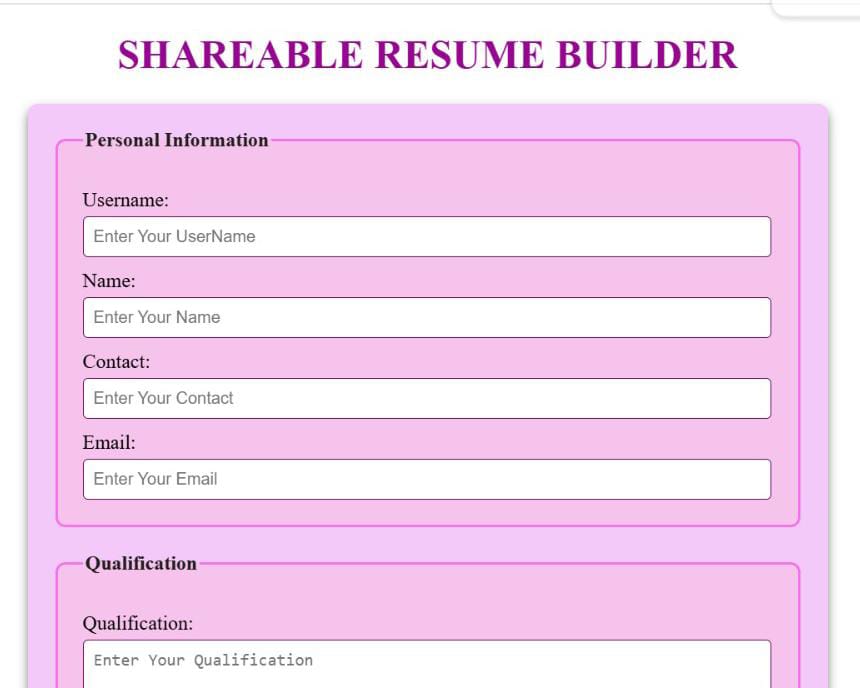 SHAREABLE RESUME BUILDER
Personal Information
Username:
Enter Your UserName
Name:
Enter Your Name
Contact:
Enter Your Contact
Email:
Enter Your Email
Qualification
Qualification:
Enter Your Qualification